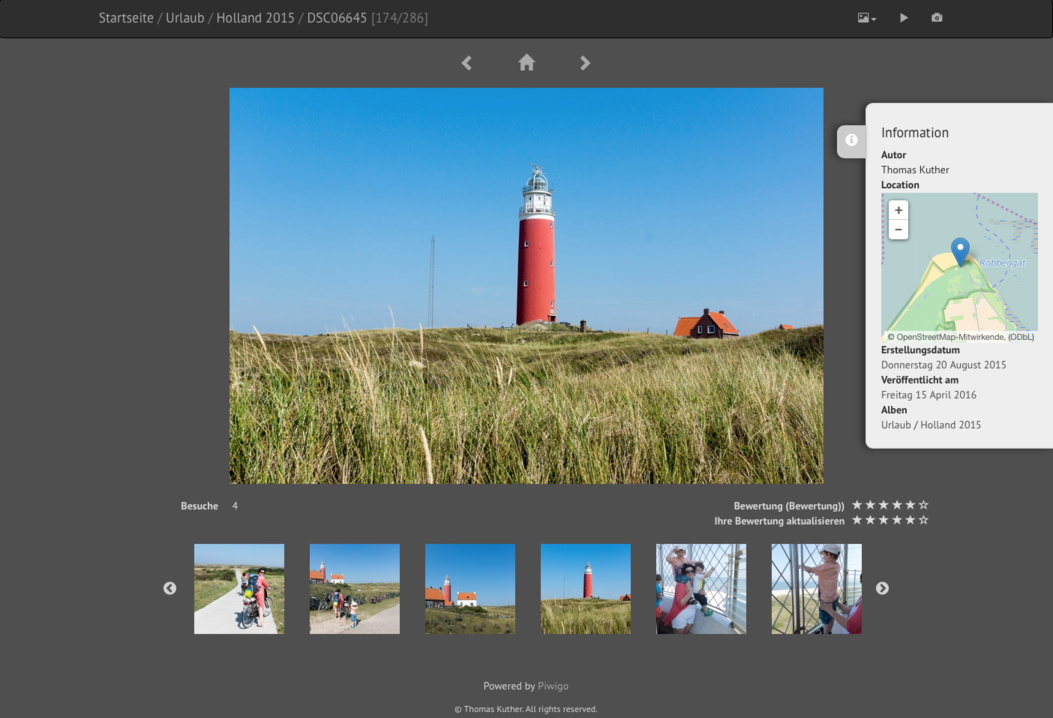 Startseite / Urlaub / Holland 2015 / DSC06645 [174/286]
Information
Autor
Thomas Kuther
Location
+
−
Robbengat
© OpenStreetMap-Mitwirkende, (ODbL)
Erstellungsdatum
Donnerstag 20 August 2015
Veröffentlicht am
Freitag 15 April 2016
Alben
Urlaub / Holland 2015
Besuche 4
Bewertung (Bewertung))
Ihre Bewertung aktualisieren
Powered by Piwigo
© Thomas Kuther. All rights reserved.